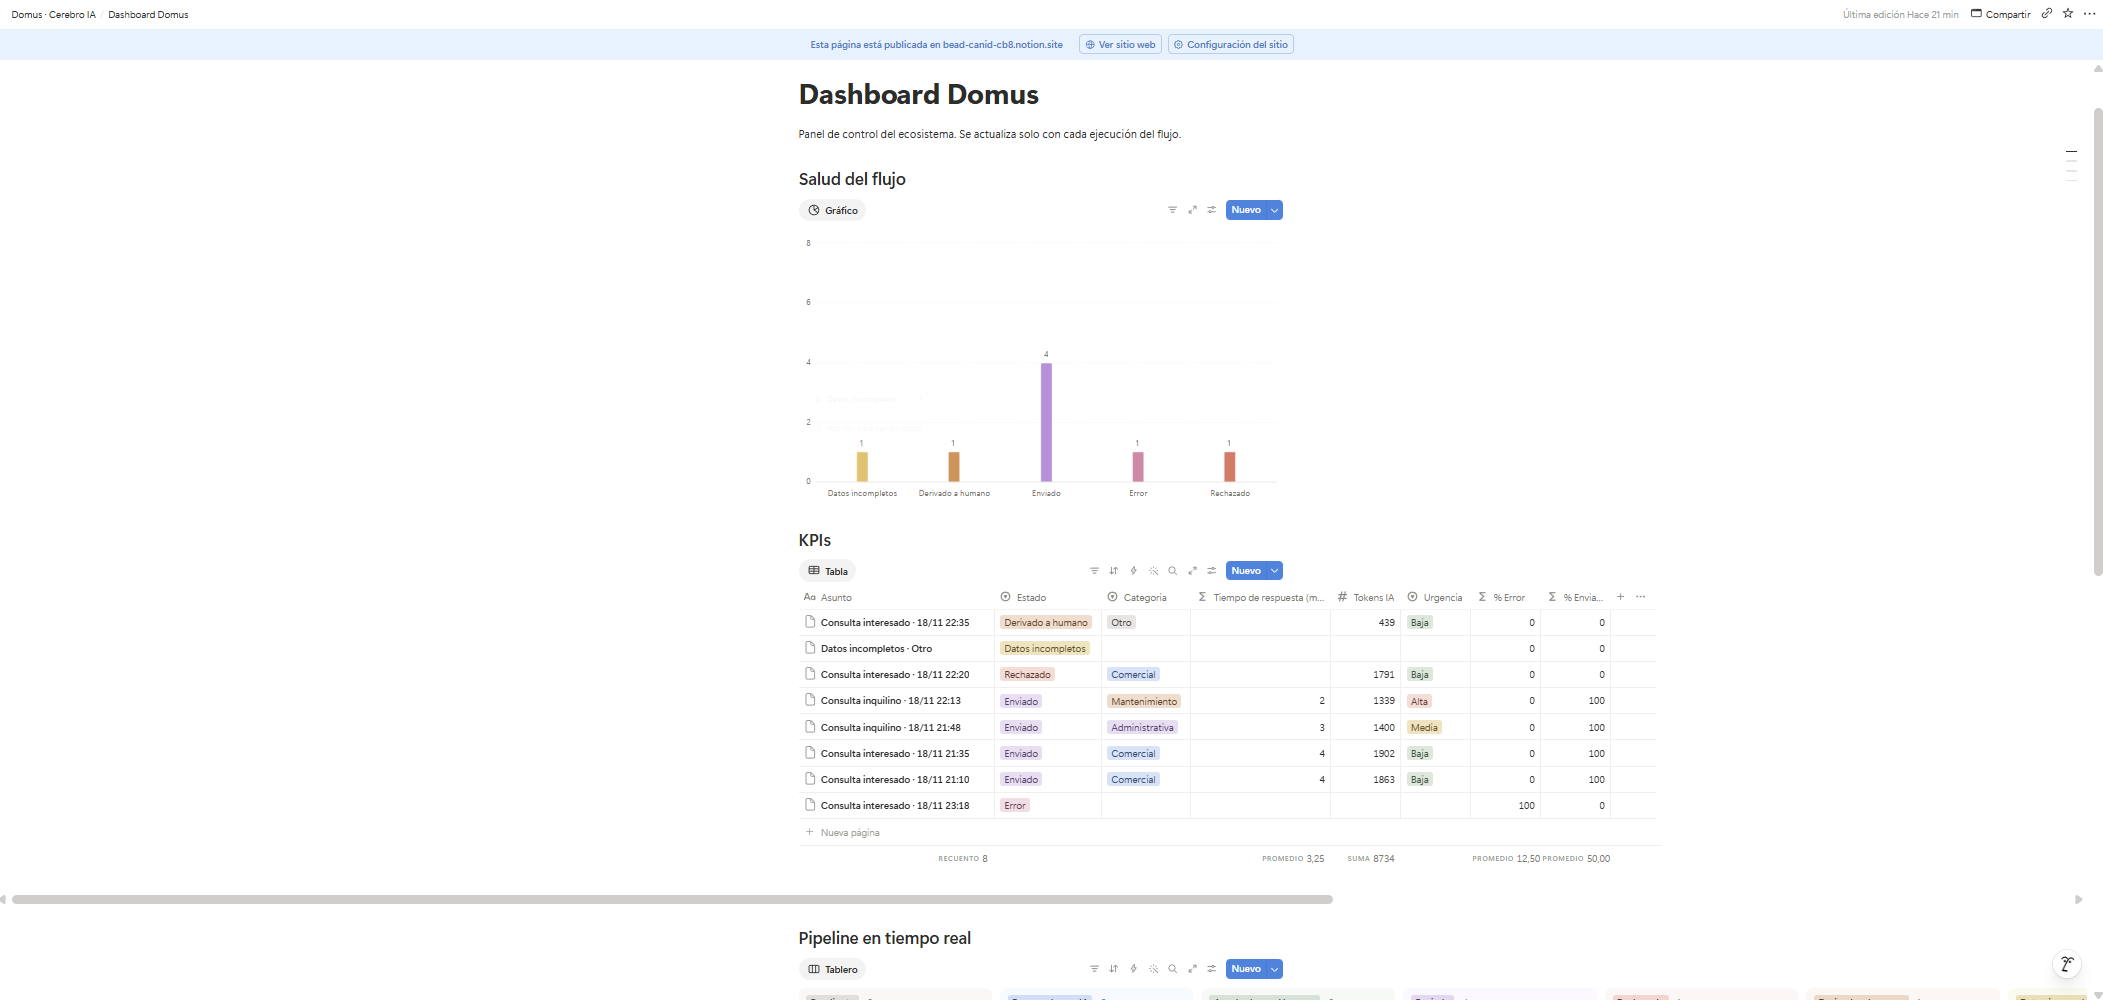 Domus · Cerebro IA / Dashboard Domus
Última edición Hace 21 min Compartir
Esta página está publicada en bead-canid-cb8.notion.site Ver sitio web Configuración del sitio
Dashboard Domus
Panel de control del ecosistema. Se actualiza solo con cada ejecución del flujo.
Salud del flujo
Gráfico Nuevo
8
6
4
2
0
1 1 4 1 1
Datos incompletos Derivado a humano Enviado Error Rechazado
KPIs
Tabla Nuevo
Aa Asunto Estado Categoria Σ Tiempo de respuesta (m... # Tokens IA Urgencia Σ % Error Σ % Envia... + ···
Consulta interesado · 18/11 22:35 Derivado a humano Otro 439 Baja 0 0
Datos incompletos · Otro Datos incompletos 0 0
Consulta interesado · 18/11 22:20 Rechazado Comercial 1791 Baja 0 0
Consulta inquilino · 18/11 22:13 Enviado Mantenimiento 2 1339 Alta 0 100
Consulta inquilino · 18/11 21:48 Enviado Administrativa 3 1400 Media 0 100
Consulta interesado · 18/11 21:35 Enviado Comercial 4 1902 Baja 0 100
Consulta interesado · 18/11 21:10 Enviado Comercial 4 1863 Baja 0 100
Consulta interesado · 18/11 23:18 Error 100 0
+ Nueva página
RECUENTO 8 PROMEDIO 3,25 SUMA 8734 PROMEDIO 12,50 PROMEDIO 50,00
Pipeline en tiempo real
Tablero Nuevo